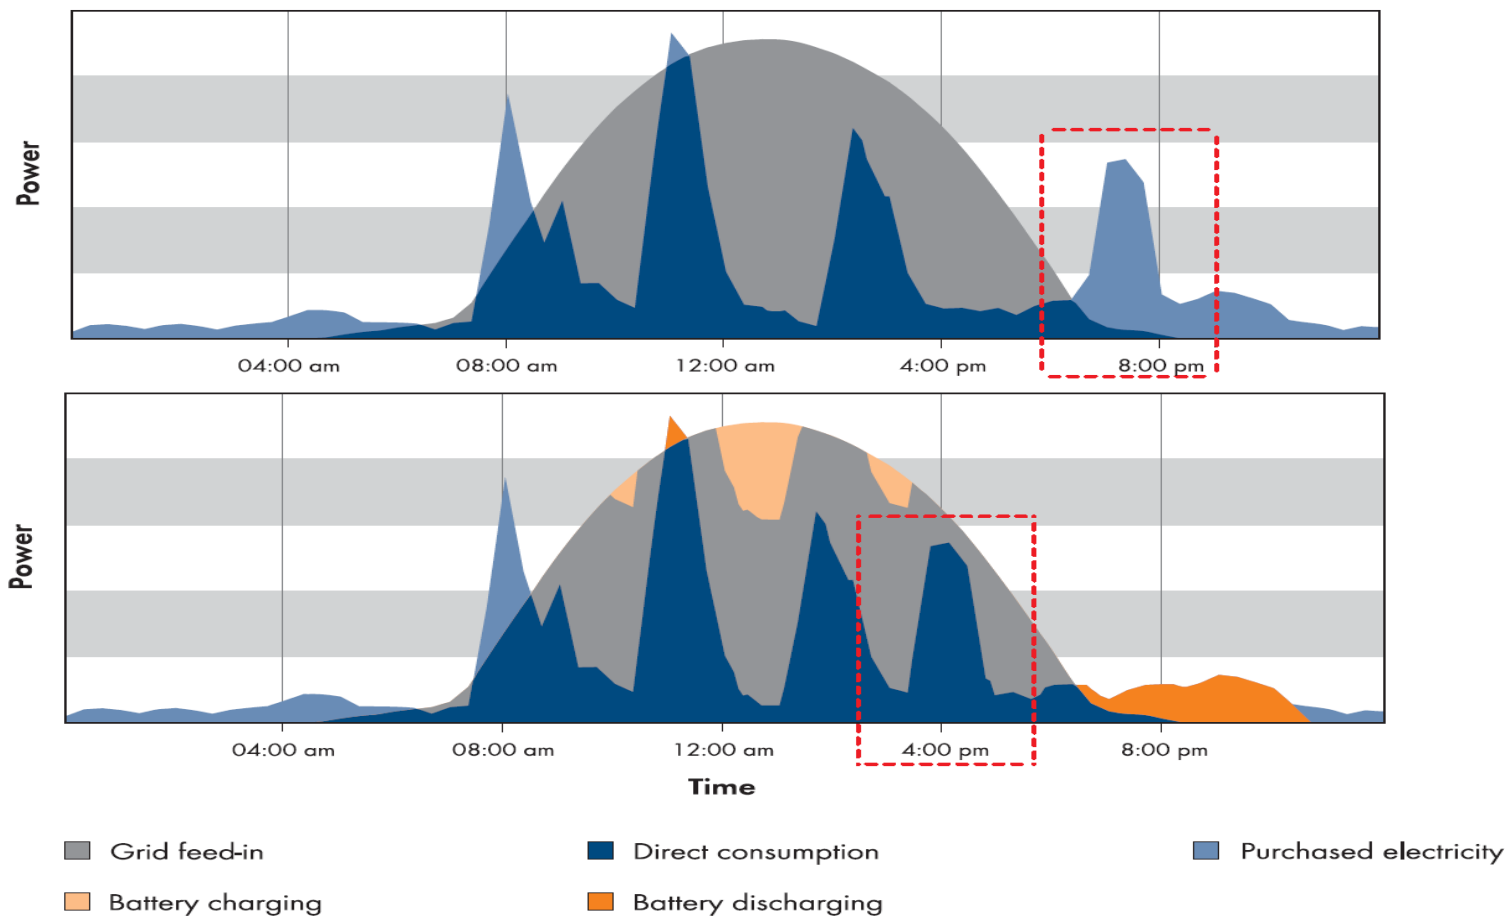 Power
04:00 am 08:00 am 12:00 am 4:00 pm 8:00 pm
Power
04:00 am 08:00 am 12:00 am 4:00 pm 8:00 pm
Time
Grid feed-in Direct consumption Purchased electricity
Battery charging Battery discharging